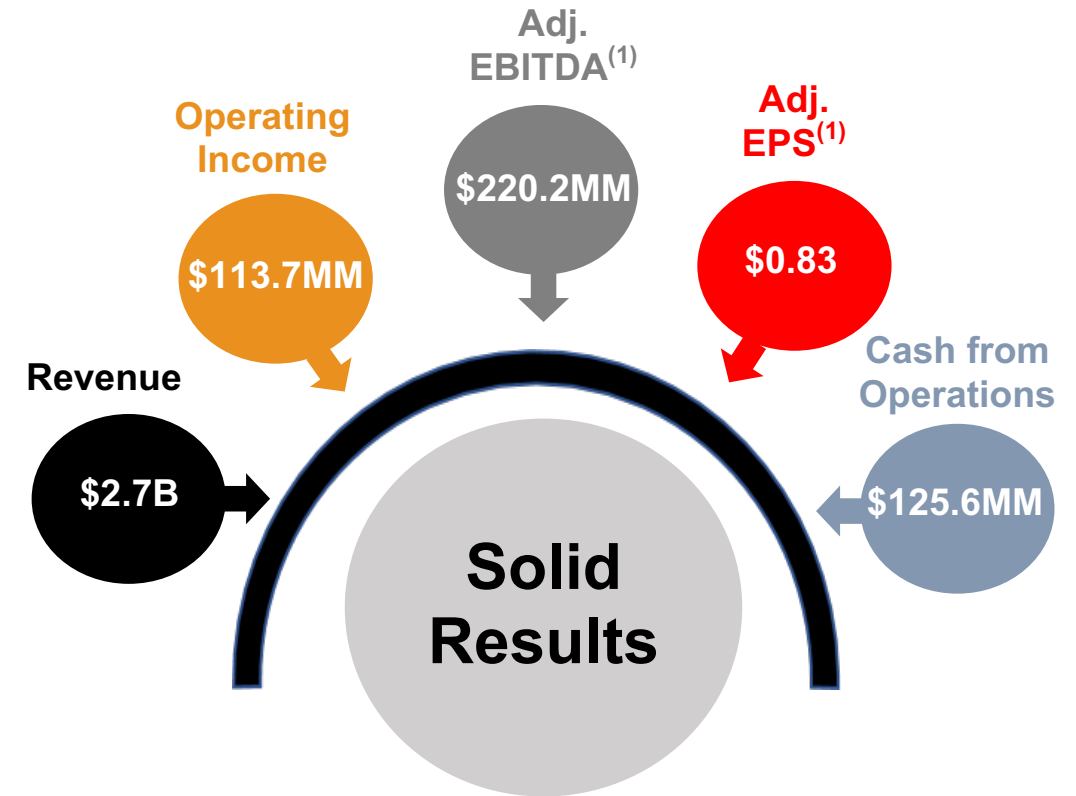 Revenue
$2.7B
Operating
Income
$113.7MM
Adj.
EBITDA(1)
$220.2MM
Adj.
EPS(1)
$0.83
Cash from
Operations
$125.6MM
Solid
Results